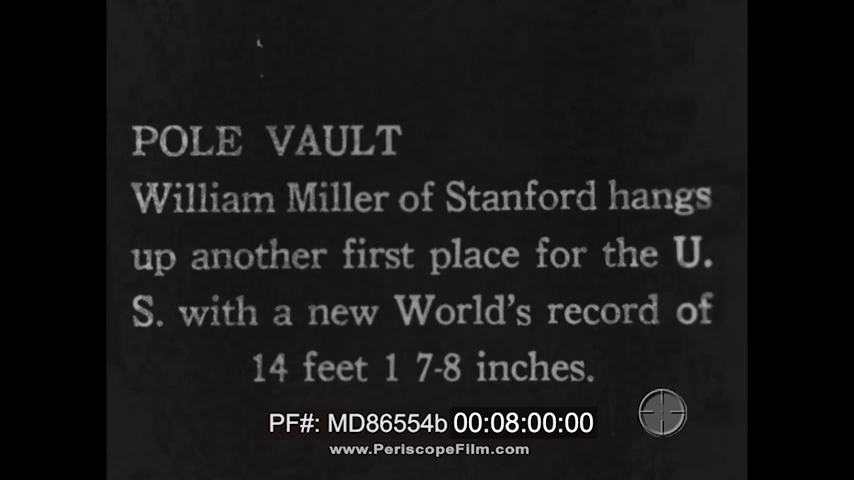 POLE VAULT
William Miller of Stanford hangs
up another first place for the U.
S. with a new World's record of
14 feet 1 7-8 inches.
PF#: MD86554b 00:08:00:00
www.PeriscopeFilm.com